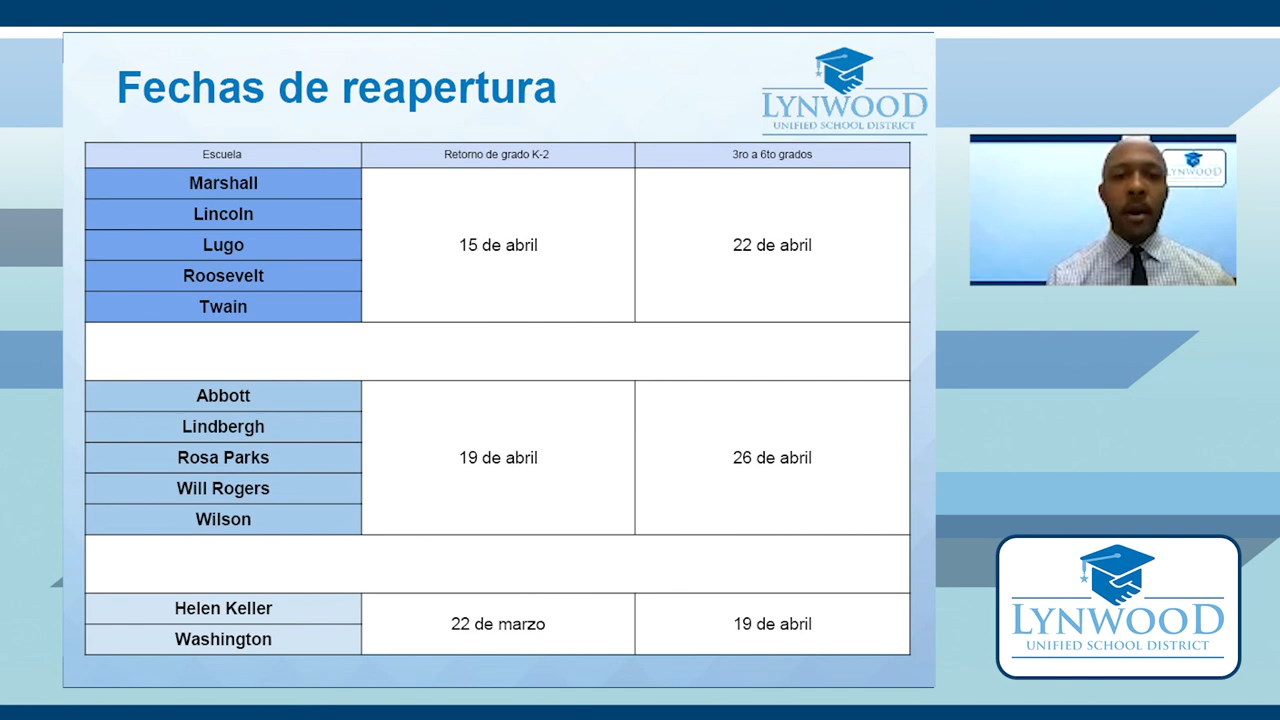 Fechas de reapertura
LYNWOOD
UNIFIED SCHOOL DISTRICT
Escuela
Retorno de grado K-2
3ro a 6to grados
Marshall
Lincoln
Lugo
Roosevelt
Twain
15 de abril
22 de abril
Abbott
Lindbergh
Rosa Parks
Will Rogers
Wilson
19 de abril
26 de abril
Helen Keller
Washington
22 de marzo
19 de abril
LYNWOOD
LYNWOOD
UNIFIED SCHOOL DISTRICT